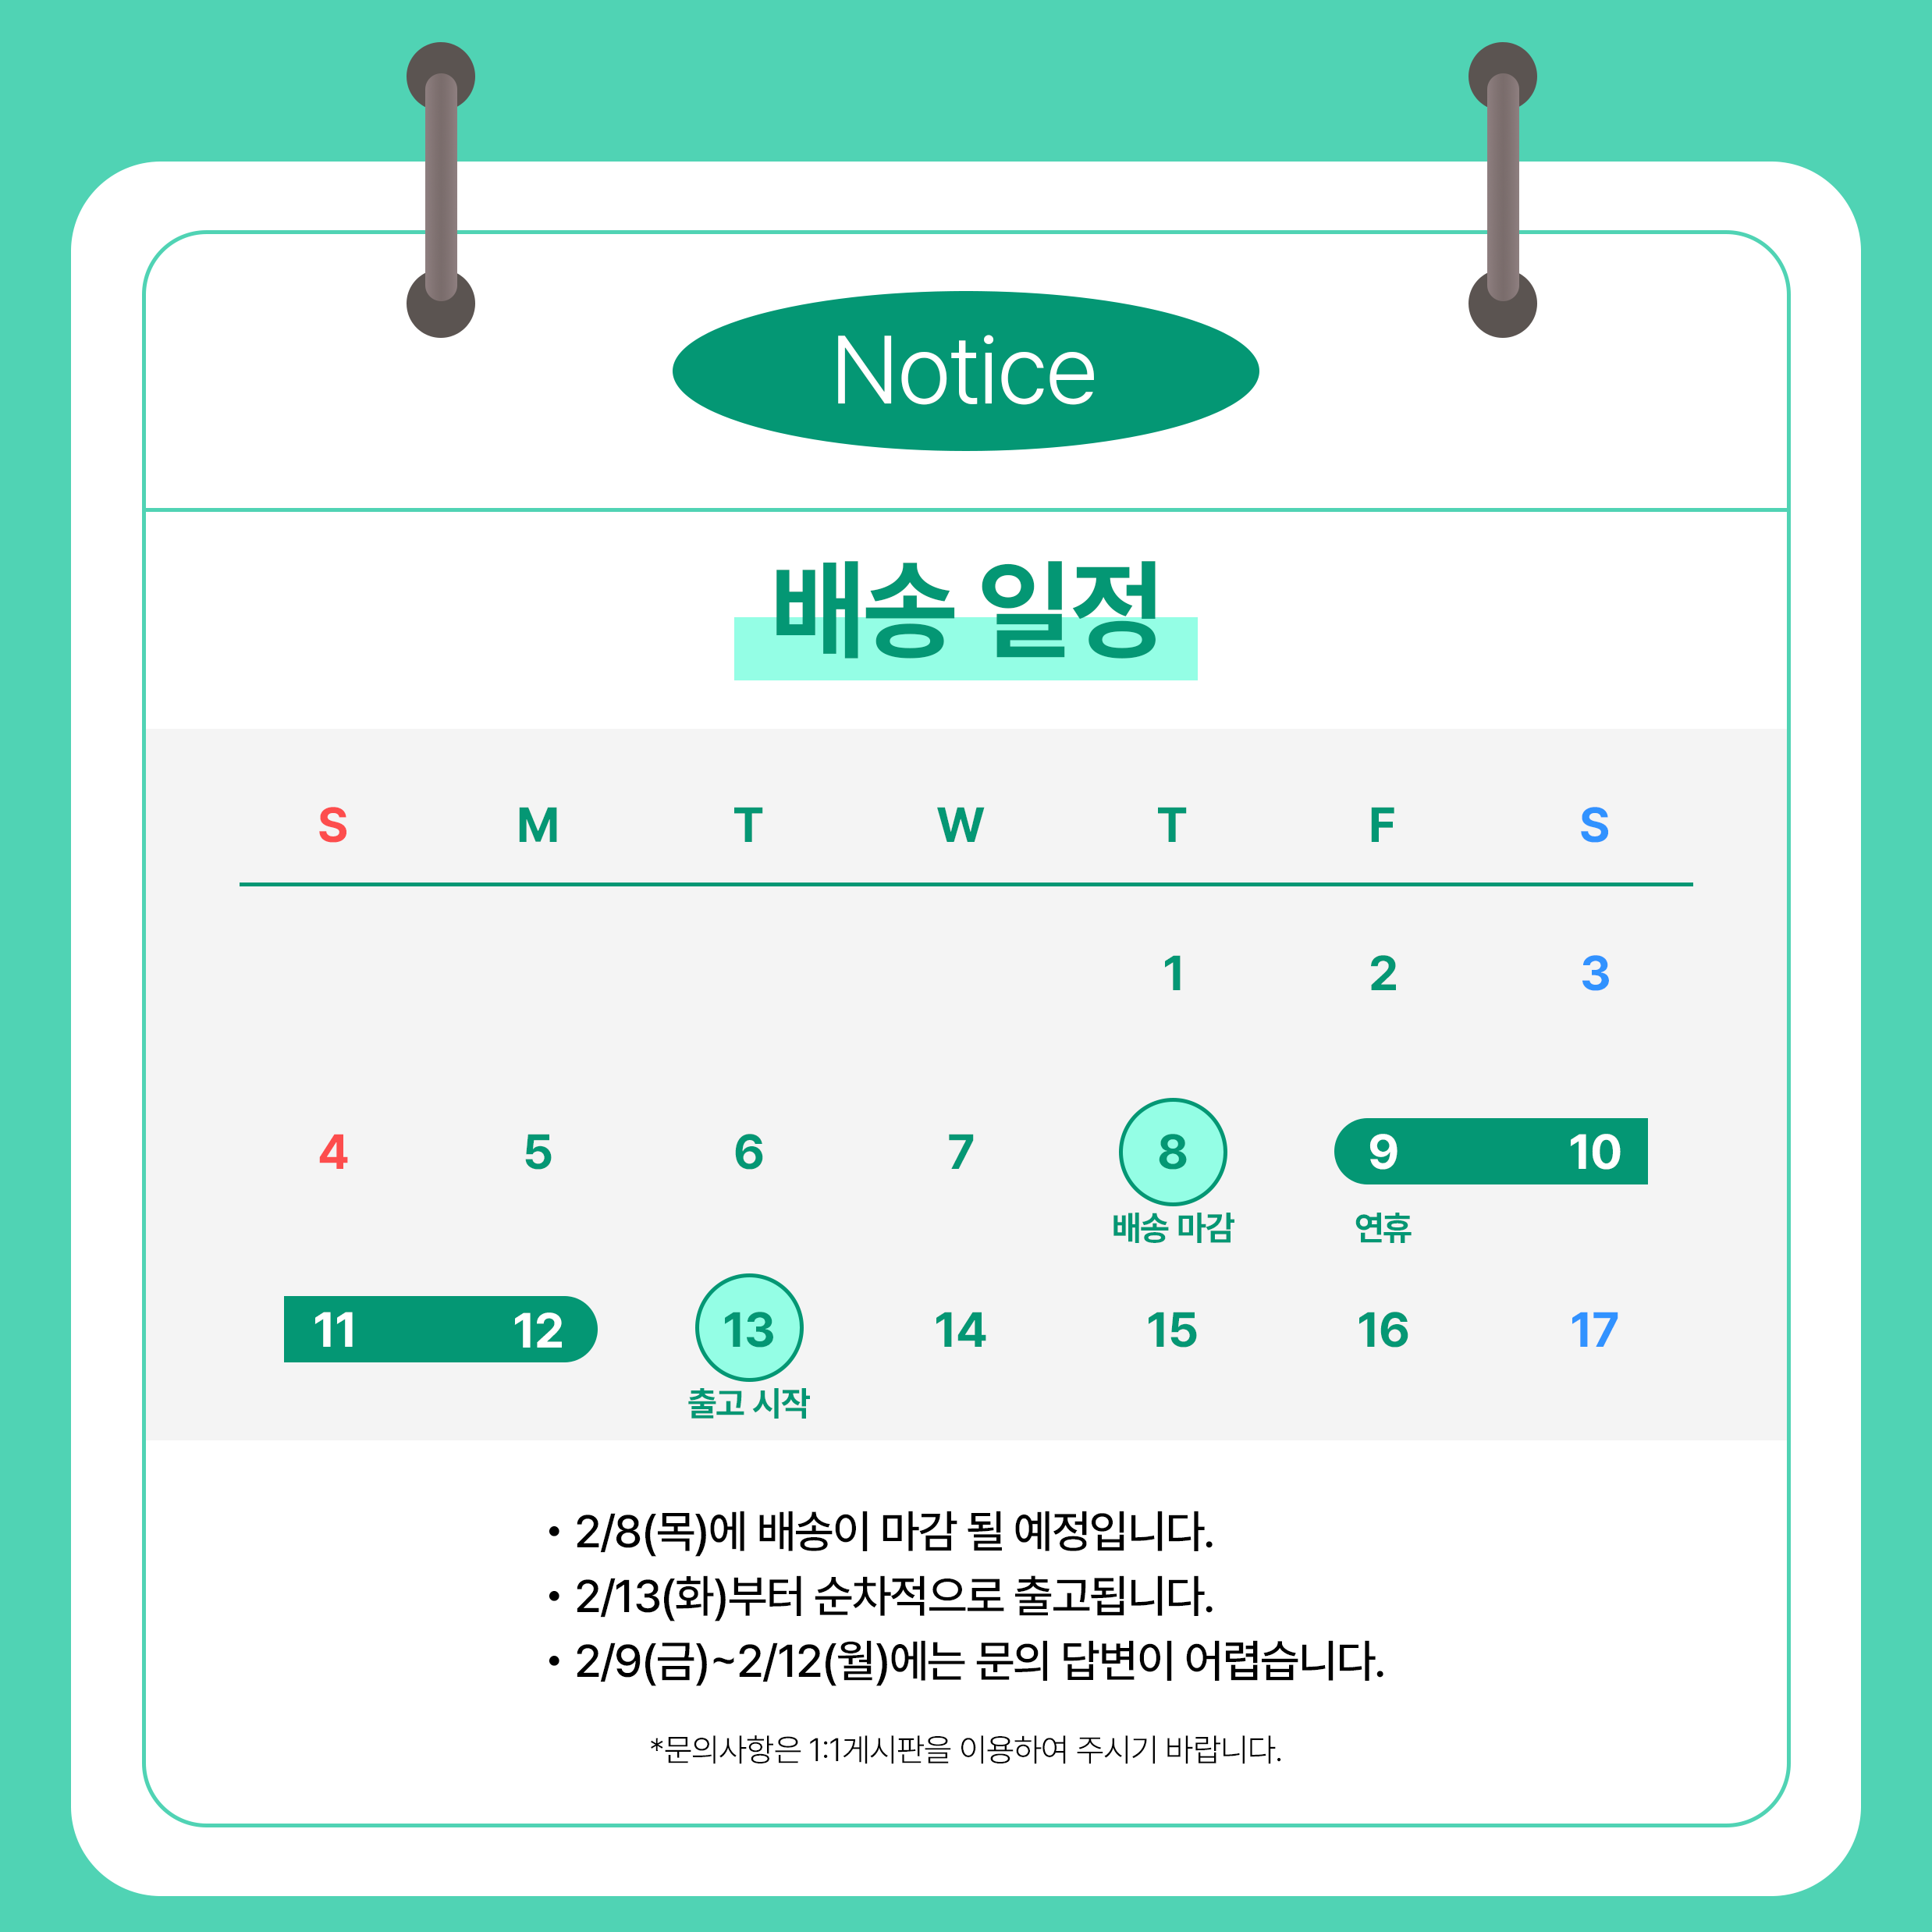 Notice
배송 일정
S M T W T F S
1 2 3
4 5 6 7 8 9 10
배송 마감 연휴
11 12 13 14 15 16 17
출고 시작
• 2/8(목)에 배송이 마감 될 예정입니다.
• 2/13(화)부터 순차적으로 출고됩니다.
• 2/9(금)~2/12(월)에는 문의 답변이 어렵습니다.
*문의사항은 1:1게시판을 이용하여 주시기 바랍니다.